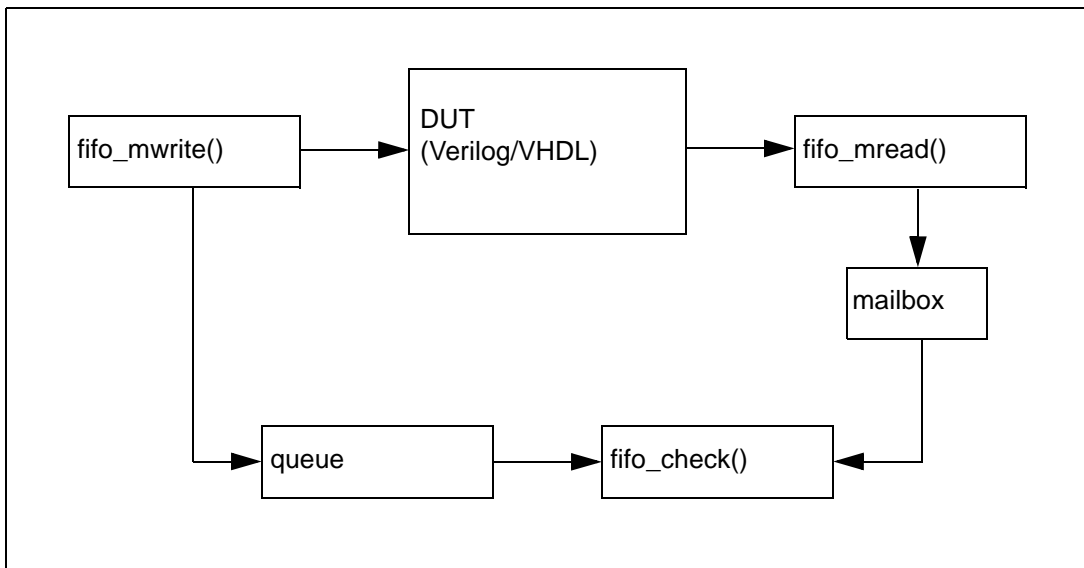 DUT
(Verilog/VHDL)
fifo_mwrite()
fifo_mread()
mailbox
queue
fifo_check()